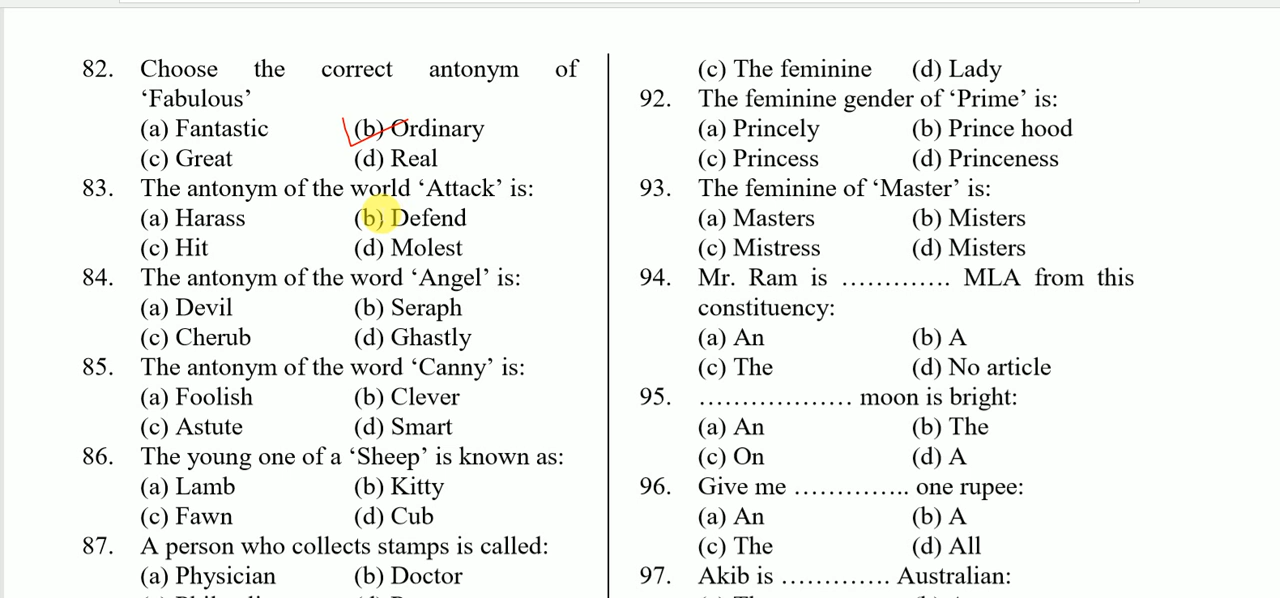 82. Choose the correct antonym of
‘Fabulous’
(a) Fantastic (b) Ordinary
(c) Great (d) Real
83. The antonym of the world ‘Attack’ is:
(a) Harass (b) Defend
(c) Hit (d) Molest
84. The antonym of the word ‘Angel’ is:
(a) Devil (b) Seraph
(c) Cherub (d) Ghastly
85. The antonym of the word ‘Canny’ is:
(a) Foolish (b) Clever
(c) Astute (d) Smart
86. The young one of a ‘Sheep’ is known as:
(a) Lamb (b) Kitty
(c) Fawn (d) Cub
87. A person who collects stamps is called:
(a) Physician (b) Doctor
(c) The feminine (d) Lady
92. The feminine gender of ‘Prime’ is:
(a) Princely (b) Prince hood
(c) Princess (d) Princeness
93. The feminine of ‘Master’ is:
(a) Masters (b) Misters
(c) Mistress (d) Misters
94. Mr. Ram is ............. MLA from this
constituency:
(a) An (b) A
(c) The (d) No article
95. .................. moon is bright:
(a) An (b) The
(c) On (d) A
96. Give me .............. one rupee:
(a) An (b) A
(c) The (d) All
97. Akib is ............. Australian: